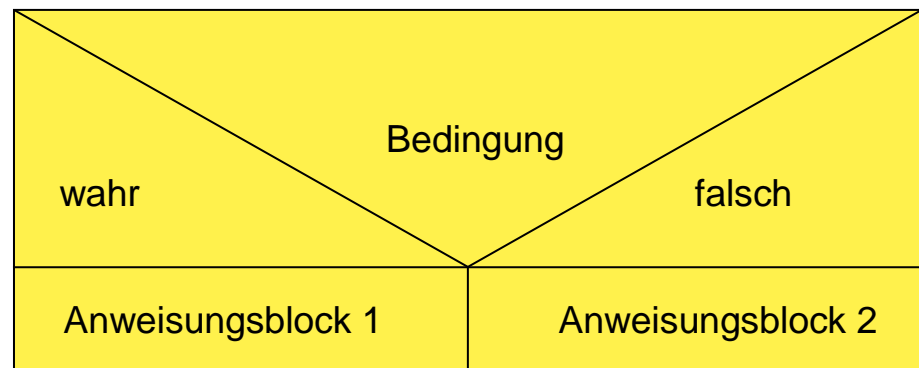 Bedingung
wahr
falsch
Anweisungsblock 1
Anweisungsblock 2